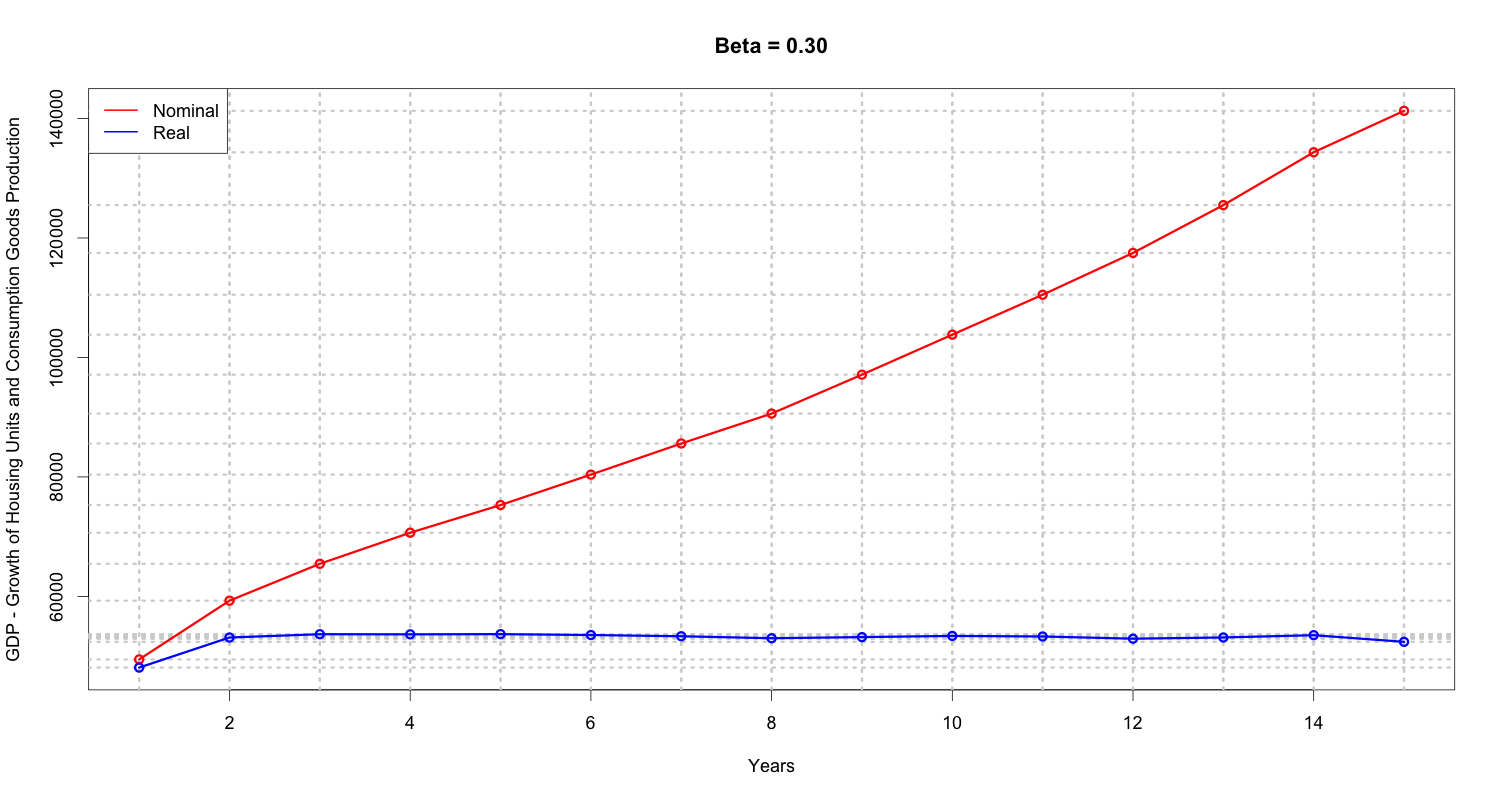 Beta = 0.30
Nominal
Real
GDP - Growth of Housing Units and Consumption Goods Production
140000
120000
100000
80000
60000
2 4 6 8 10 12 14
Years